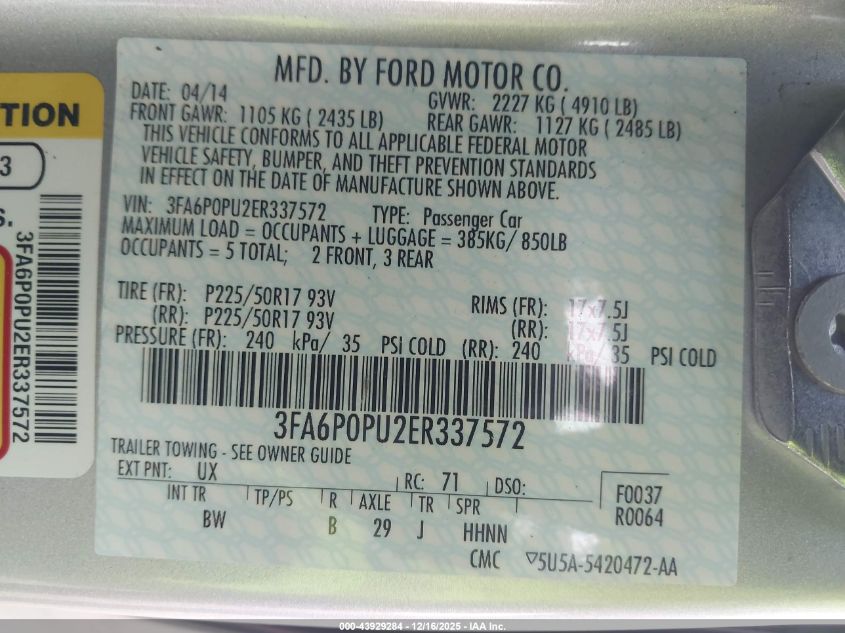 MFD. BY FORD MOTOR CO.
DATE: 04/14 GVWR: 2227 KG ( 4910 LB)
FRONT GAWR: 1105 KG ( 2435 LB) REAR GAWR: 1127 KG ( 2485 LB)
THIS VEHICLE CONFORMS TO ALL APPLICABLE FEDERAL MOTOR
VEHICLE SAFETY, BUMPER, AND THEFT PREVENTION STANDARDS
IN EFFECT ON THE DATE OF MANUFACTURE SHOWN ABOVE.
VIN: 3FA6P0PU2ER337572 TYPE: Passenger Car
MAXIMUM LOAD = OCCUPANTS + LUGGAGE = 385KG/ 850LB
OCCUPANTS = 5 TOTAL; 2 FRONT, 3 REAR
TIRE (FR): P225/50R17 93V RIMS (FR): 17x7.5J
(RR): P225/50R17 93V (RR): 17x7.5J
PRESSURE (FR): 240 kPa/ 35 PSI COLD (RR): 240 kPa/ 35 PSI COLD
3FA6P0PU2ER337572
TRAILER TOWING - SEE OWNER GUIDE
EXT PNT: UX RC: 71 DSO: F0037
INT TR TP/PS R AXLE TR SPR R0064
BW B 29 J HHNN
CMC 5U5A-5420472-AA
TION
3
S.
3FA6P0PU2ER337572
000-43929284 - 12/16/2025 - IAA Inc.